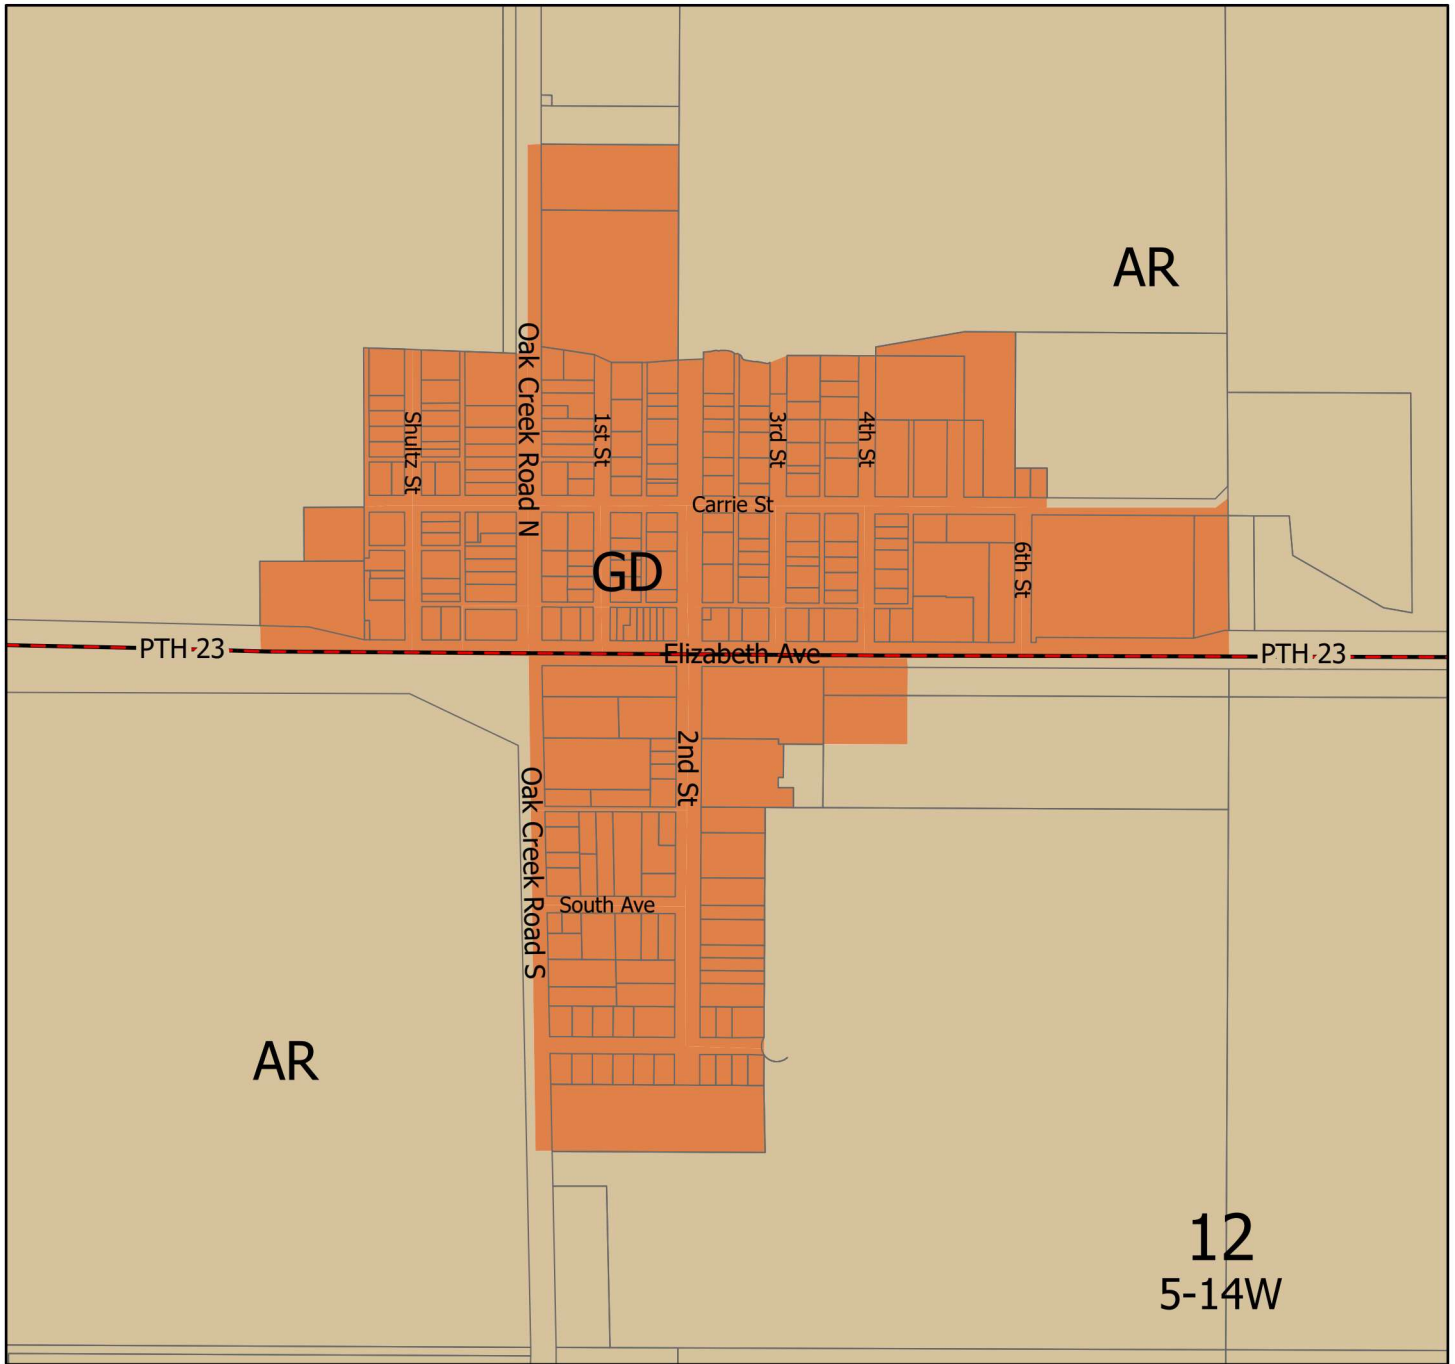 AR
Oak Creek Road N
Shultz St
1st St
3rd St
4th St
Carrie St
GD
6th St
PTH 23
Elizabeth Ave
PTH 23
2nd St
Oak Creek Road S
South Ave
AR
12
5-14W